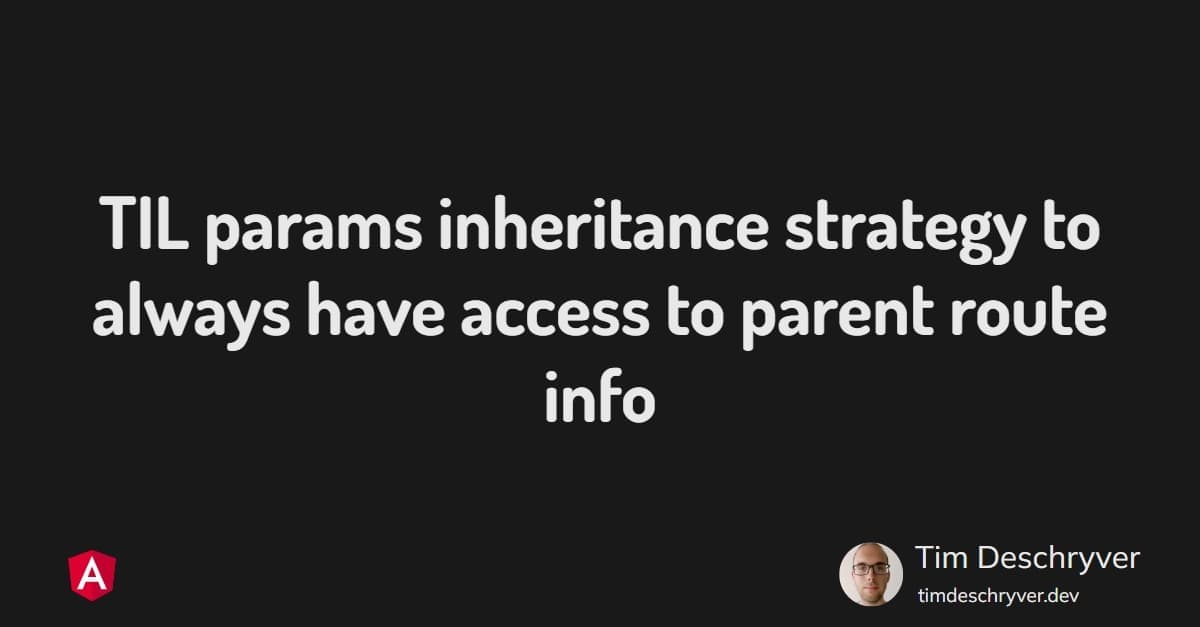 TIL params inheritance strategy to
always have access to parent route
info
A
Tim Deschryver
timdeschryver.dev